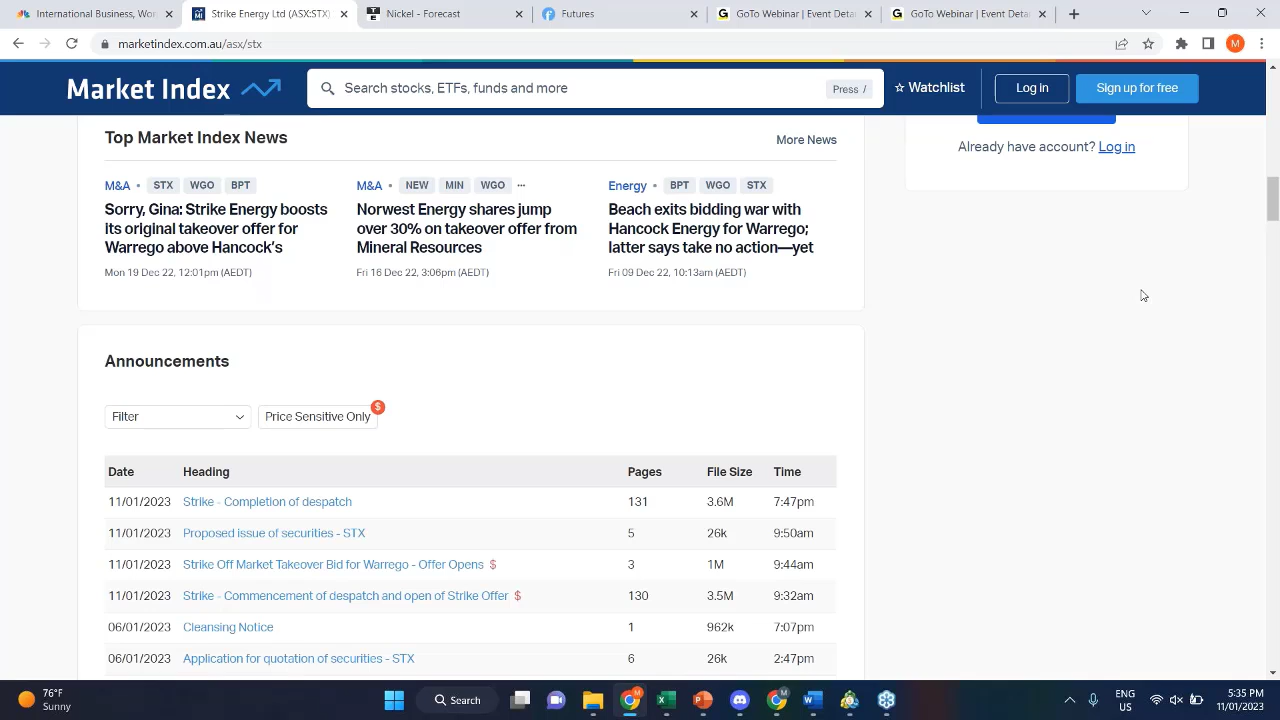 International Business, Wo
Strike Energy Ltd (ASX:STX)
Nickel - Forecast
Futures
GoTo Webinar | Event Deta
GoTo Webinar | Event Deta
marketindex.com.au/asx/stx
M
Market Index
Search stocks, ETFs, funds and more
Press /
☆ Watchlist
Log in
Sign up for free
Top Market Index News
More News
Already have account? Log in
M&A • STX WGO BPT
Sorry, Gina: Strike Energy boosts
its original takeover offer for
Warrego above Hancock's
Mon 19 Dec 22, 12:01pm (AEDT)
M&A • NEW MIN WGO ···
Norwest Energy shares jump
over 30% on takeover offer from
Mineral Resources
Fri 16 Dec 22, 3:06pm (AEDT)
Energy • BPT WGO STX
Beach exits bidding war with
Hancock Energy for Warrego;
latter says take no action—yet
Fri 09 Dec 22, 10:13am (AEDT)
Announcements
Filter
Price Sensitive Only
$
Date Heading Pages File Size Time
11/01/2023 Strike - Completion of despatch 131 3.6M 7:47pm
11/01/2023 Proposed issue of securities - STX 5 26k 9:50am
11/01/2023 Strike Off Market Takeover Bid for Warrego - Offer Opens $ 3 1M 9:44am
11/01/2023 Strike - Commencement of despatch and open of Strike Offer $ 130 3.5M 9:32am
06/01/2023 Cleansing Notice 1 962k 7:07pm
06/01/2023 Application for quotation of securities - STX 6 26k 2:47pm
76°F
Sunny
Search
ENG
US
5:35 PM
11/01/2023